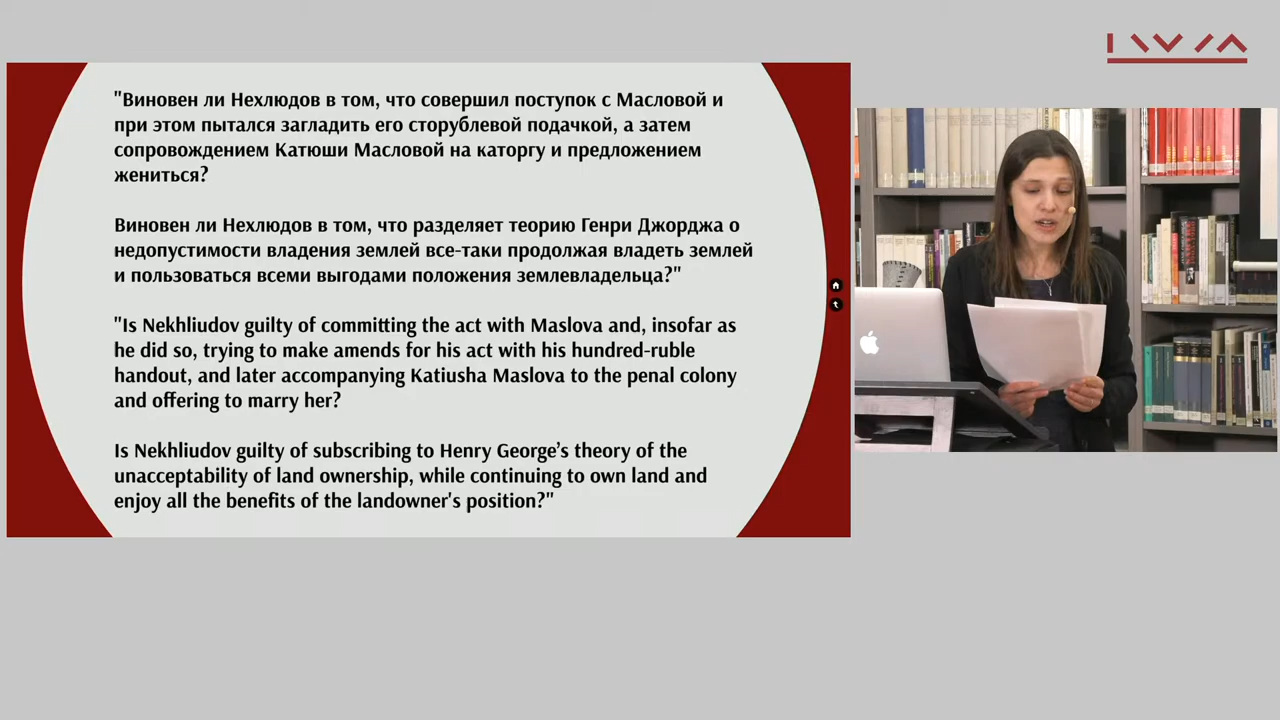 "Виновен ли Нехлюдов в том, что совершил поступок с Масловой и
при этом пытался загладить его сторублевой подачкой, а затем
сопровождением Катюши Масловой на каторгу и предложением
жениться?
Виновен ли Нехлюдов в том, что разделяет теорию Генри Джорджа о
недопустимости владения землей все-таки продолжая владеть землей
и пользоваться всеми выгодами положения землевладельца?"
"Is Nekhliudov guilty of committing the act with Maslova and, insofar as
he did so, trying to make amends for his act with his hundred-ruble
handout, and later accompanying Katiusha Maslova to the penal colony
and offering to marry her?
Is Nekhliudov guilty of subscribing to Henry George’s theory of the
unacceptability of land ownership, while continuing to own land and
enjoy all the benefits of the landowner's position?"